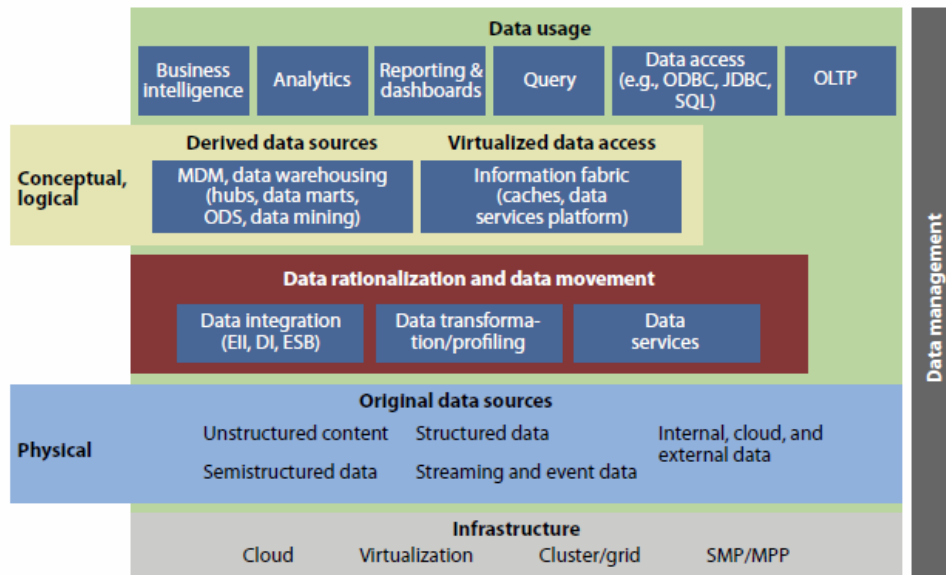 Data usage
Business
intelligence
Analytics
Reporting &
dashboards
Query
Data access
(e.g., ODBC, JDBC,
SQL)
OLTP
Conceptual,
logical
Derived data sources
MDM, data warehousing
(hubs, data marts,
ODS, data mining)
Virtualized data access
Information fabric
(caches, data
services platform)
Data rationalization and data movement
Data integration
(EII, DI, ESB)
Data transforma-
tion/profiling
Data
services
Physical
Original data sources
Unstructured content
Structured data
Internal, cloud, and
external data
Semistructured data
Streaming and event data
Infrastructure
Cloud
Virtualization
Cluster/grid
SMP/MPP
Data management